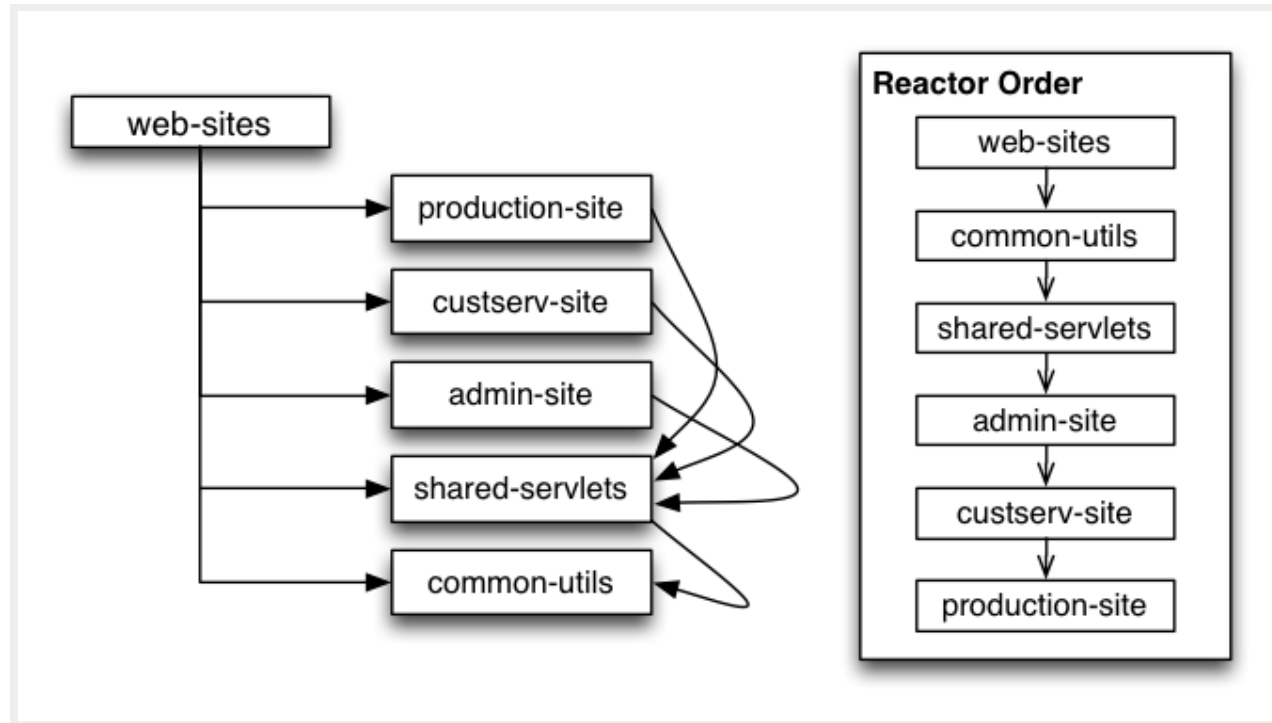 web-sites
production-site
custserv-site
admin-site
shared-servlets
common-utils
Reactor Order
web-sites
common-utils
shared-servlets
admin-site
custserv-site
production-site